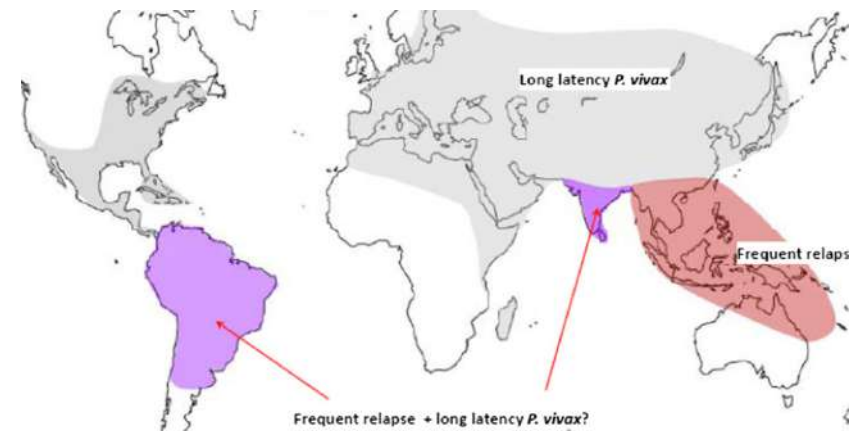 Long latency P. vivax
Frequent relaps
Frequent relapse + long latency P. vivax?